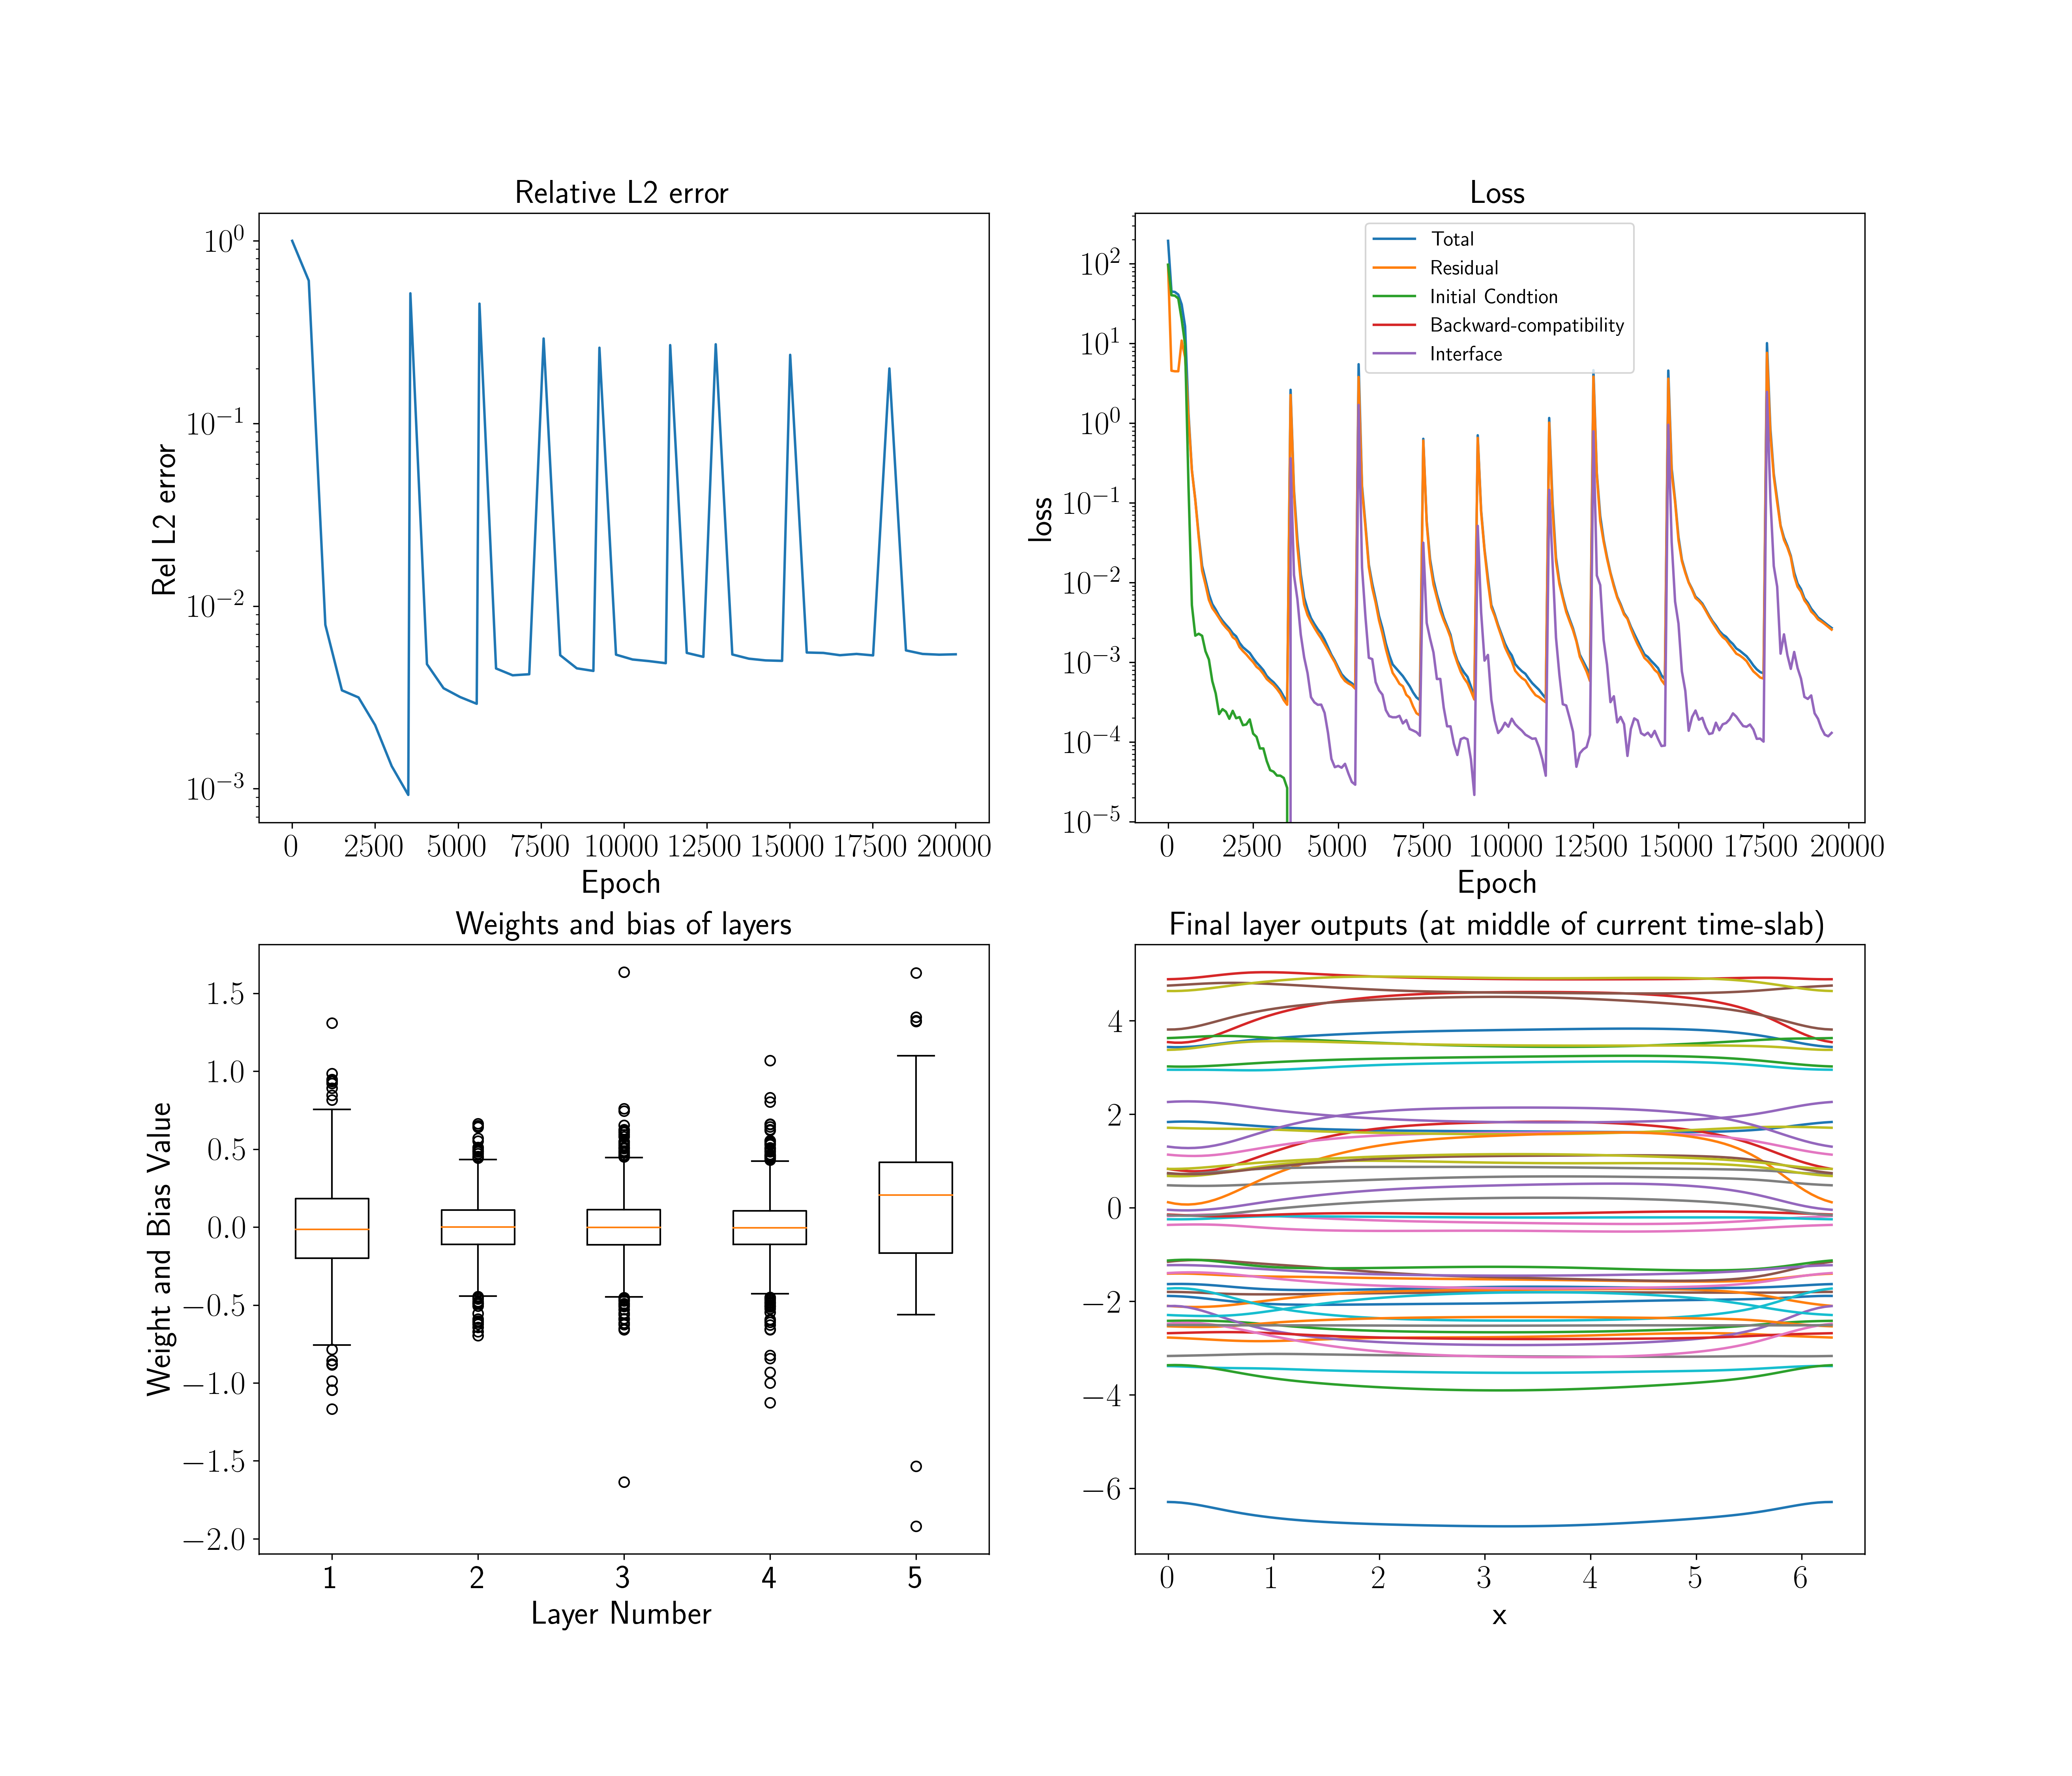 Relative L2 error
10^0
10^-1
10^-2
10^-3
Rel L2 error
0 2500 5000 7500 10000 12500 15000 17500 20000
Epoch
Loss
Total
Residual
Initial Condtion
Backward-compatibility
Interface
10^2
10^1
10^0
10^-1
10^-2
10^-3
10^-4
10^-5
loss
0 2500 5000 7500 10000 12500 15000 17500 20000
Epoch
Weights and bias of layers
1.5
1.0
0.5
0.0
−0.5
−1.0
−1.5
−2.0
Weight and Bias Value
1 2 3 4 5
Layer Number
Final layer outputs (at middle of current time-slab)
4
2
0
−2
−4
−6
0 1 2 3 4 5 6
x